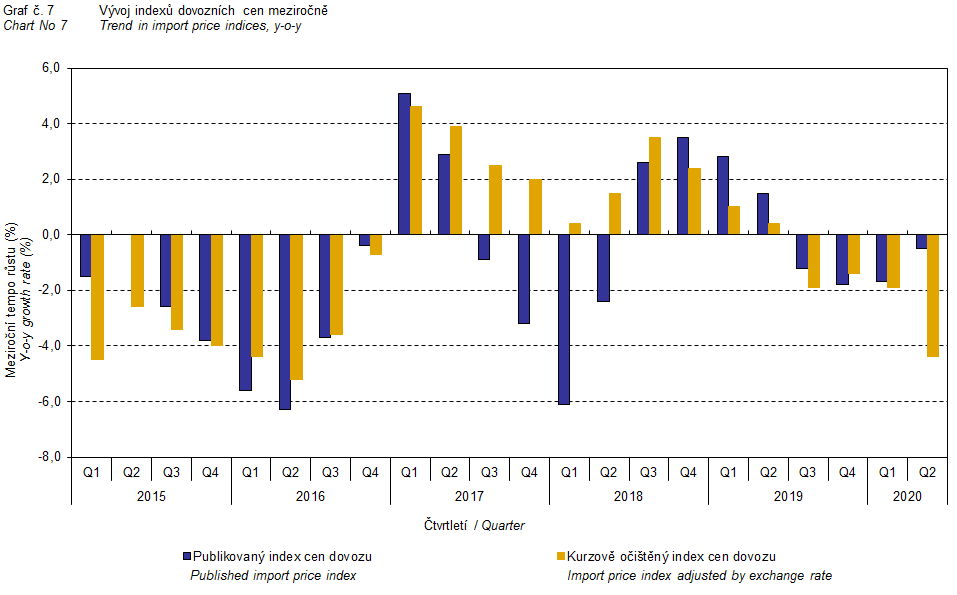 Graf č. 7 Vývoj indexů dovozních cen meziročně
Chart No 7 Trend in import price indices, y-o-y
6,0
4,0
2,0
0,0
-2,0
-4,0
-6,0
-8,0
Meziroční tempo růstu (%)
Y-o-y growth rate (%)
Q1 Q2 Q3 Q4 Q1 Q2 Q3 Q4 Q1 Q2 Q3 Q4 Q1 Q2 Q3 Q4 Q1 Q2 Q3 Q4 Q1 Q2
2015 2016 2017 2018 2019 2020
Čtvrtletí / Quarter
Publikovaný index cen dovozu Kurzově očištěný index cen dovozu
Published import price index Import price index adjusted by exchange rate